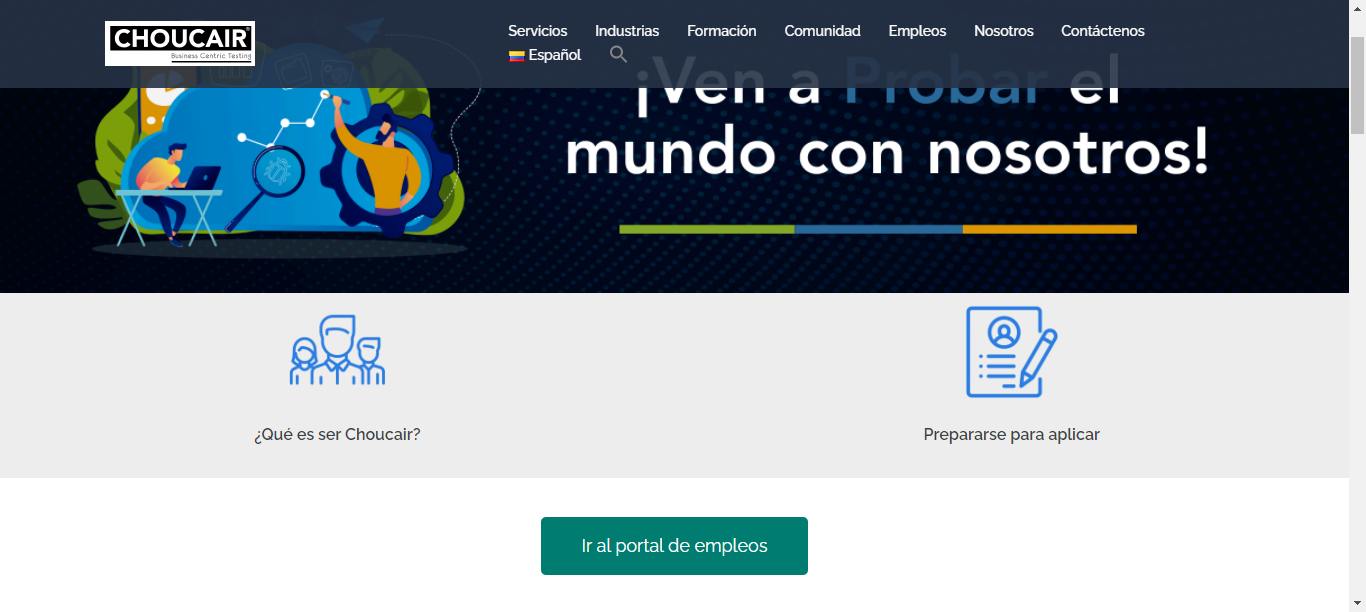 CHOUCAIR
Business Centric Testing
Servicios Industrias Formación Comunidad Empleos Nosotros Contáctenos
Español
¡Ven a Probar el
mundo con nosotros!
¿Qué es ser Choucair?
Prepararse para aplicar
Ir al portal de empleos